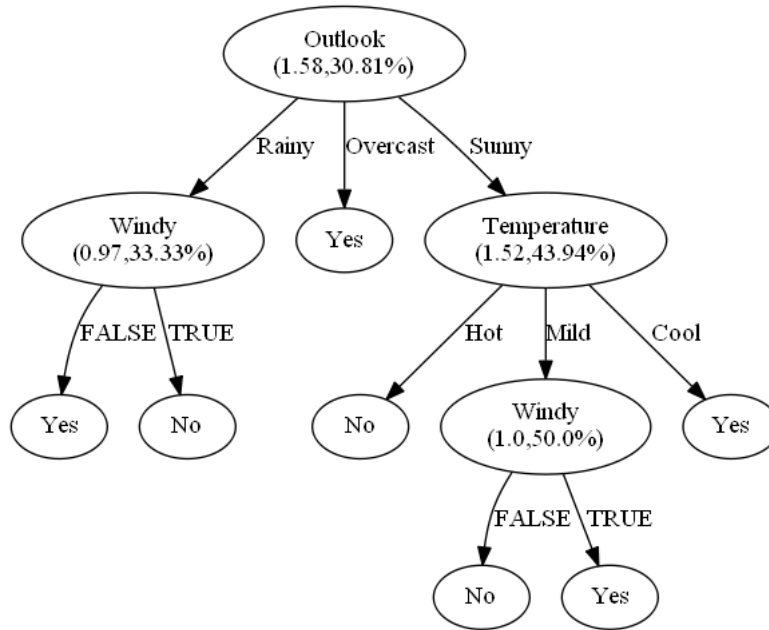 Outlook
(1.58,30.81%)
Rainy
Overcast
Sunny
Windy
(0.97,33.33%)
Yes
Temperature
(1.52,43.94%)
FALSE
TRUE
Hot
Mild
Cool
Yes
No
No
Windy
(1.0,50.0%)
Yes
FALSE
TRUE
No
Yes